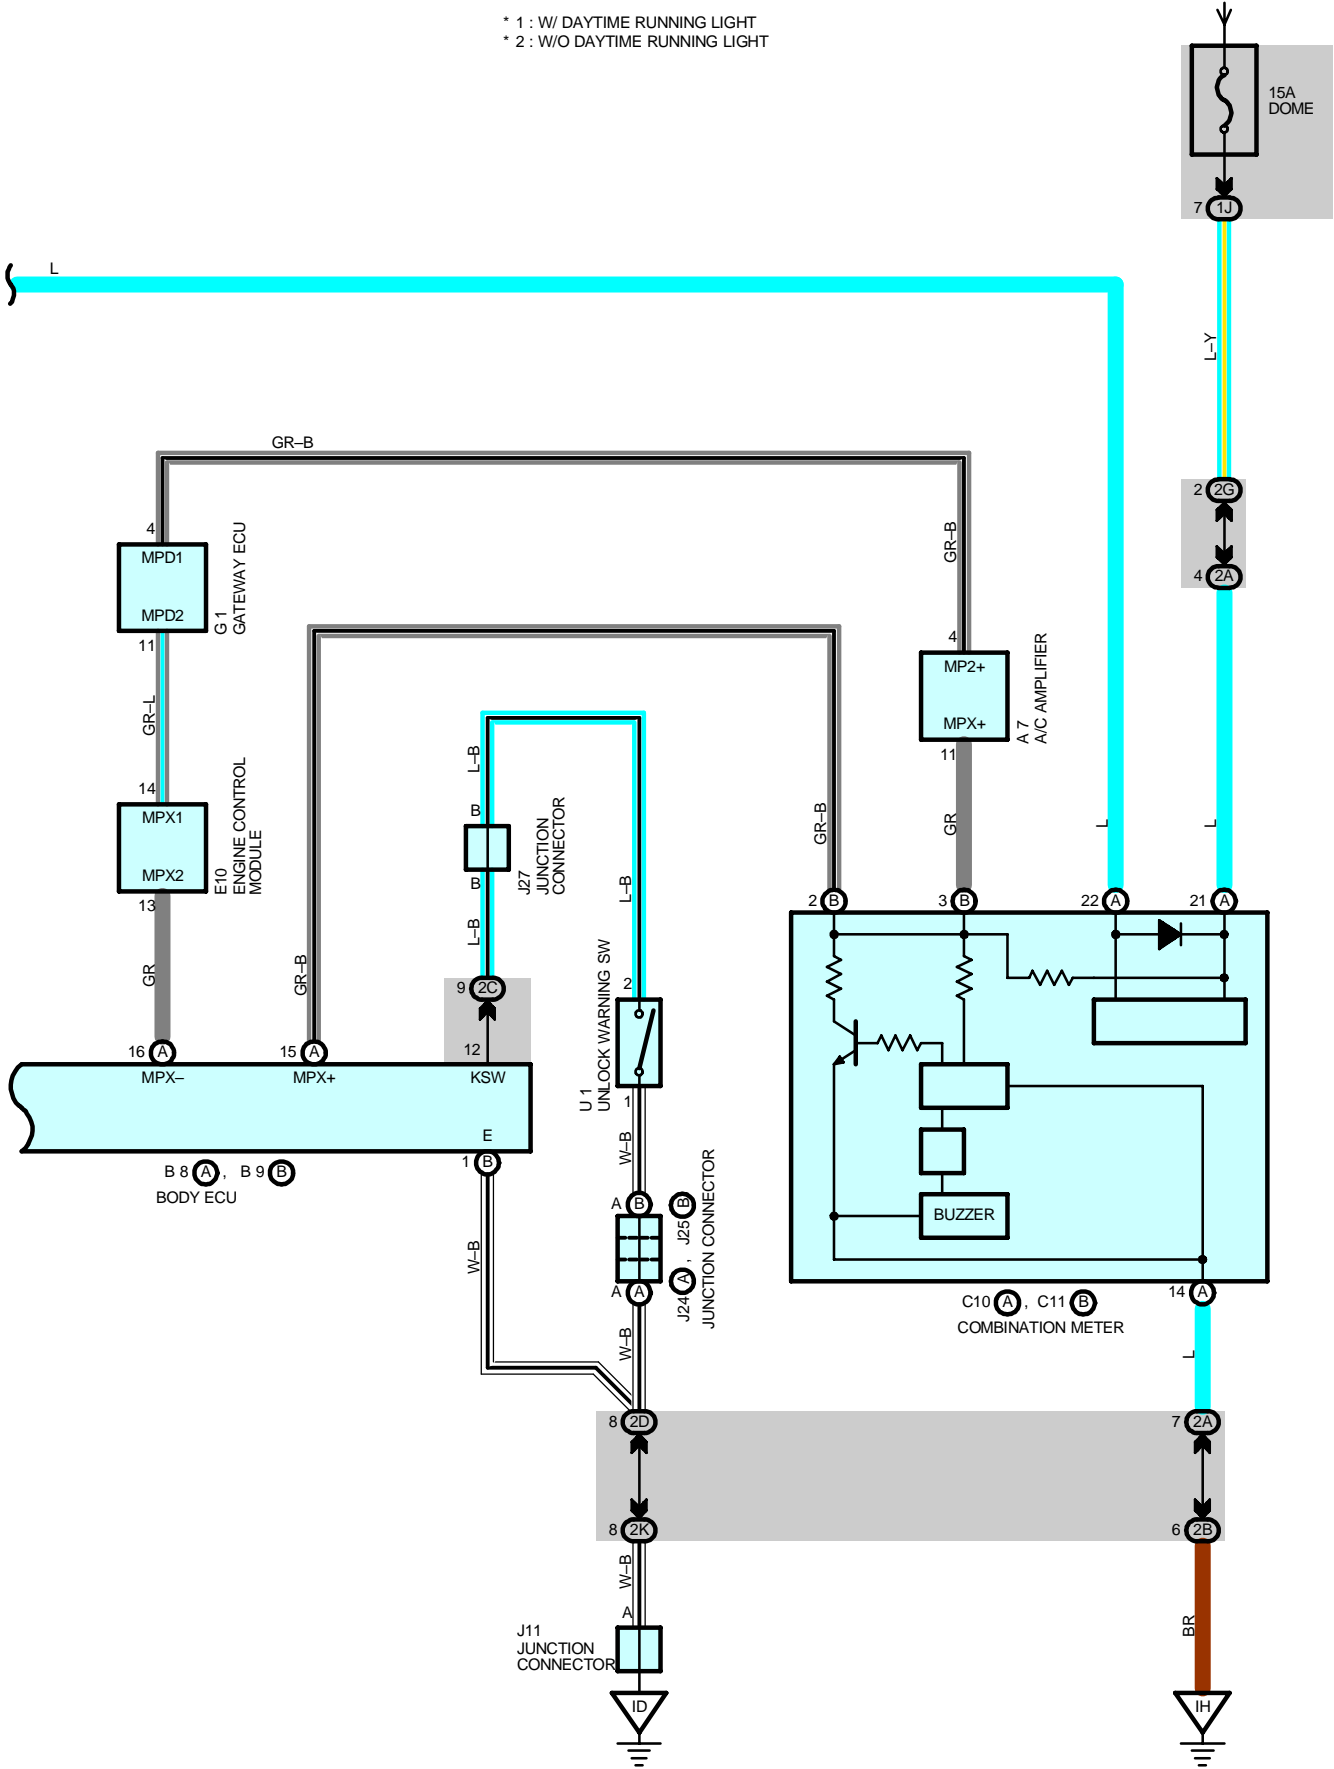 * 1 : W/ DAYTIME RUNNING LIGHT
* 2 : W/O DAYTIME RUNNING LIGHT
15A
DOME
7 1J
L
L–Y
GR–B
2 2G
4 2A
4
MPD1
MPD2
11
G 1
GATEWAY ECU
GR–B
4
MP2+
MPX+
11
A 7
A/C AMPLIFIER
GR–L
14
MPX1
MPX2
13
E10
ENGINE CONTROL
MODULE
L–B
B
B
J27
JUNCTION
CONNECTOR
L–B
L–B
GR–B
GR
L
L
GR
GR–B
9 2C
2
U 1
UNLOCK WARNING SW
1
2 B
3 B
22 A
21 A
16 A
15 A
12
MPX–
MPX+
KSW
E
1 B
B 8 A , B 9 B
BODY ECU
W–B
W–B
A B
A A
J24 A , J25 B
JUNCTION CONNECTOR
W–B
BUZZER
14 A
C10 A , C11 B
COMBINATION METER
L
8 2D
7 2A
8 2K
6 2B
W–B
A
J11
JUNCTION
CONNECTOR
BR
ID
IH